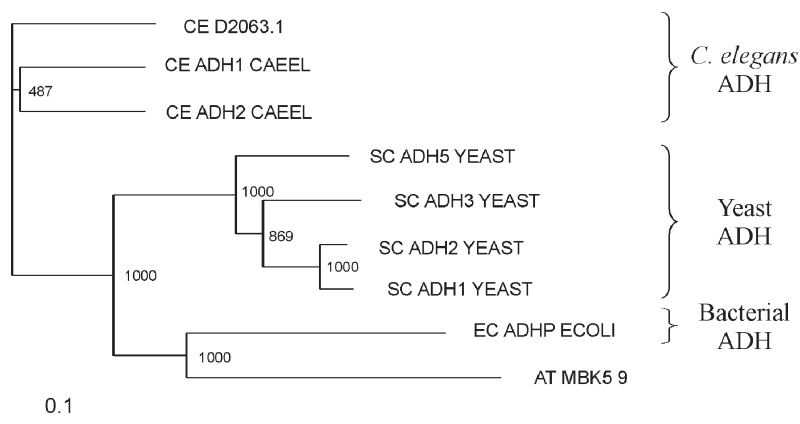 CE D2063.1
CE ADH1 CAEEL
487
CE ADH2 CAEEL
C. elegans
ADH
SC ADH5 YEAST
1000
SC ADH3 YEAST
869
SC ADH2 YEAST
1000
SC ADH1 YEAST
Yeast
ADH
1000
EC ADHP ECOLI
1000
AT MBK5 9
Bacterial
ADH
0.1